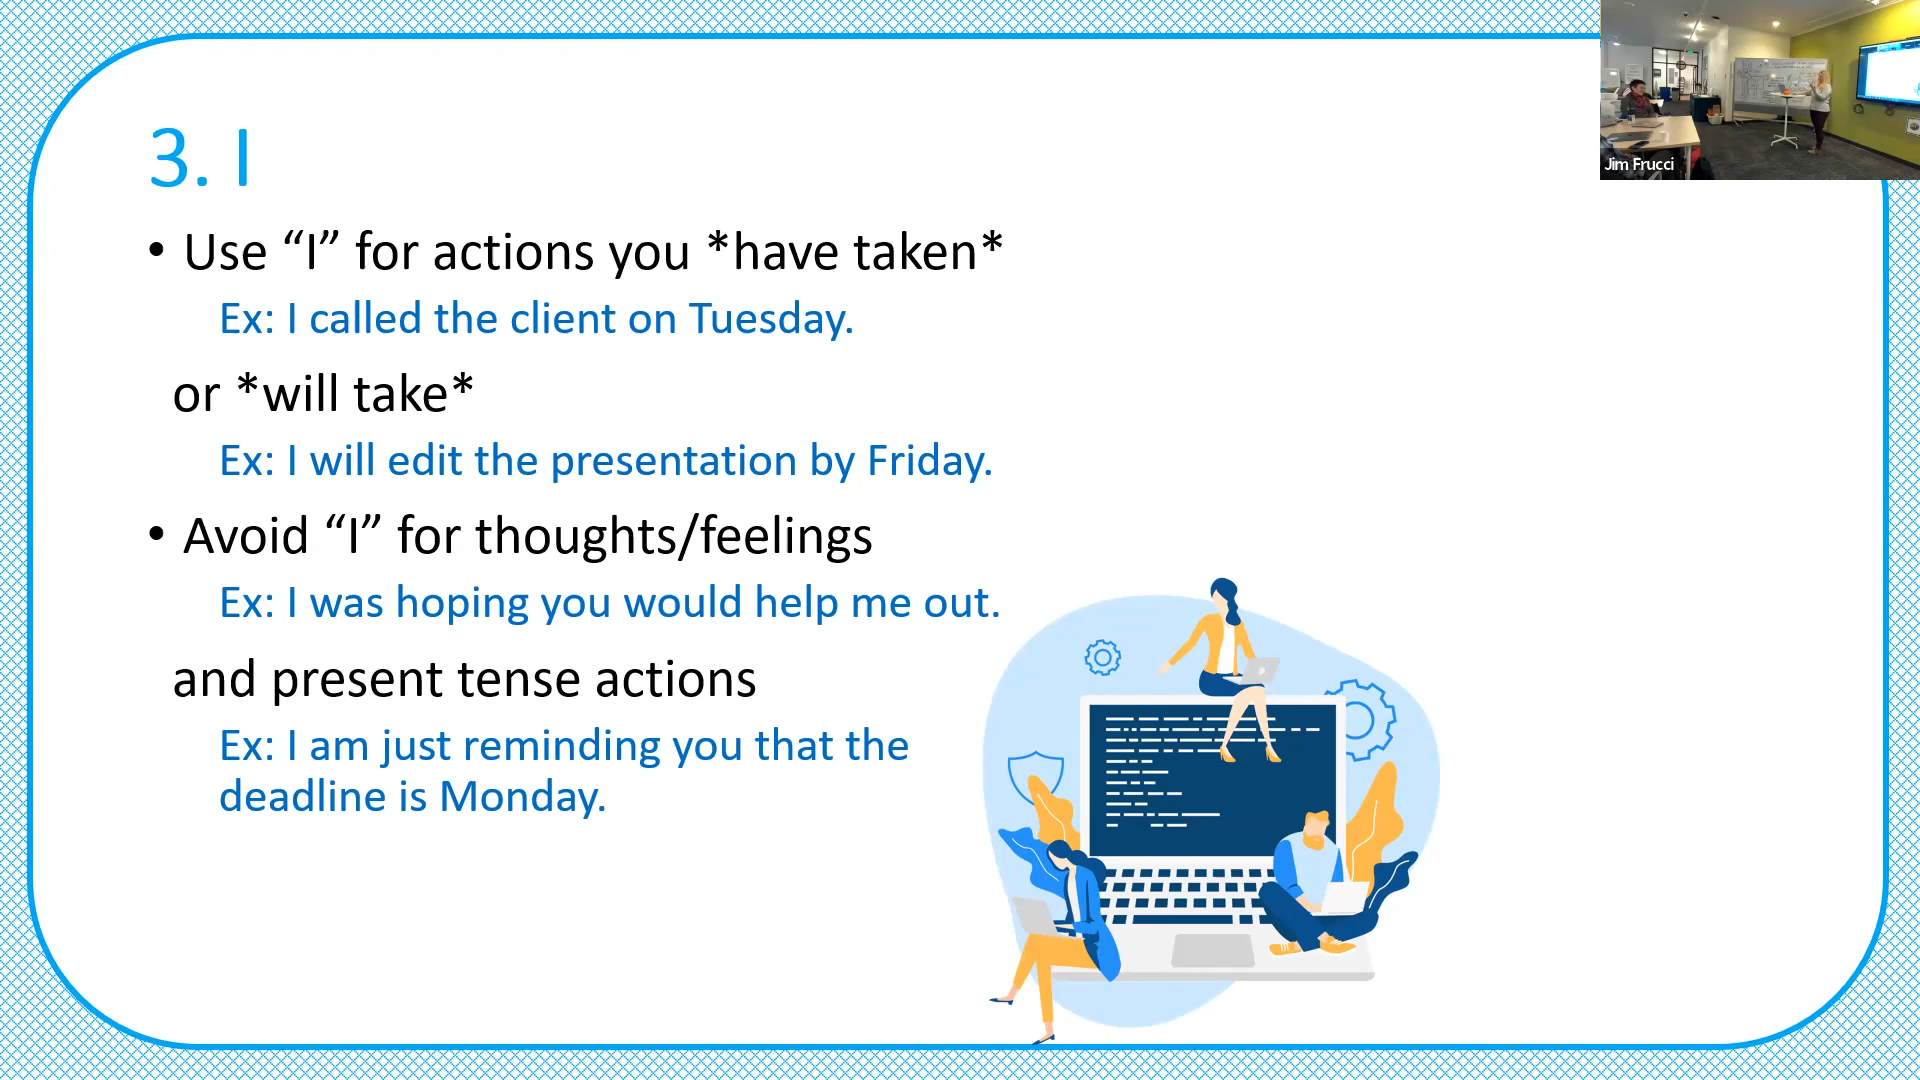 3. I
• Use “I” for actions you *have taken*
Ex: I called the client on Tuesday.
or *will take*
Ex: I will edit the presentation by Friday.
• Avoid “I” for thoughts/feelings
Ex: I was hoping you would help me out.
and present tense actions
Ex: I am just reminding you that the
deadline is Monday.
Jim Frucci